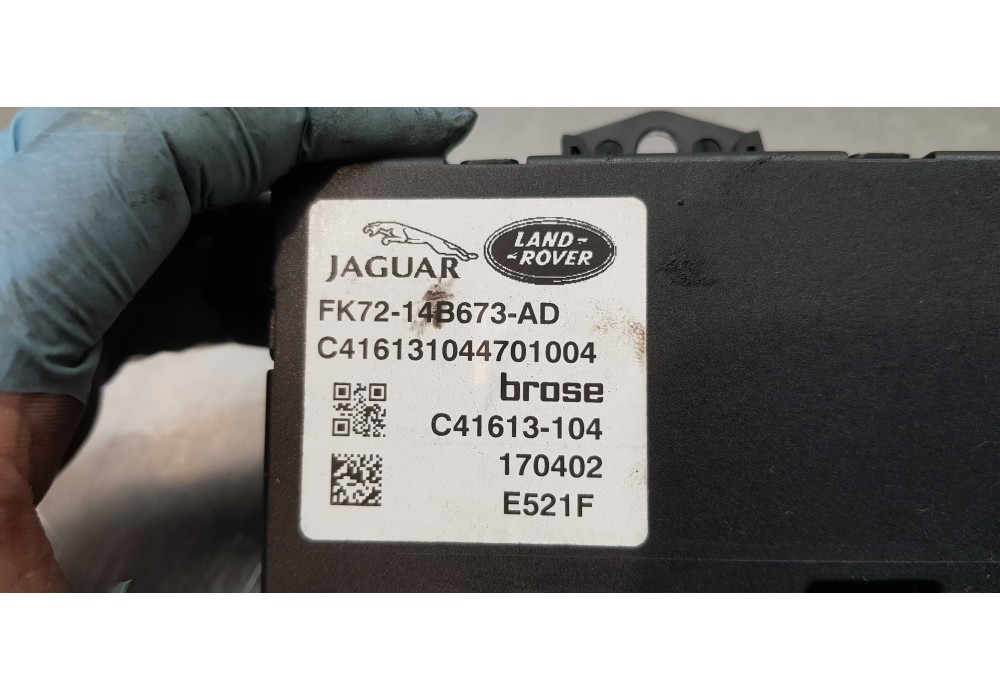 JAGUAR
LAND-
-ROVER
FK72-14B673-AD
C416131044701004
brose
C41613-104
170402
E521F